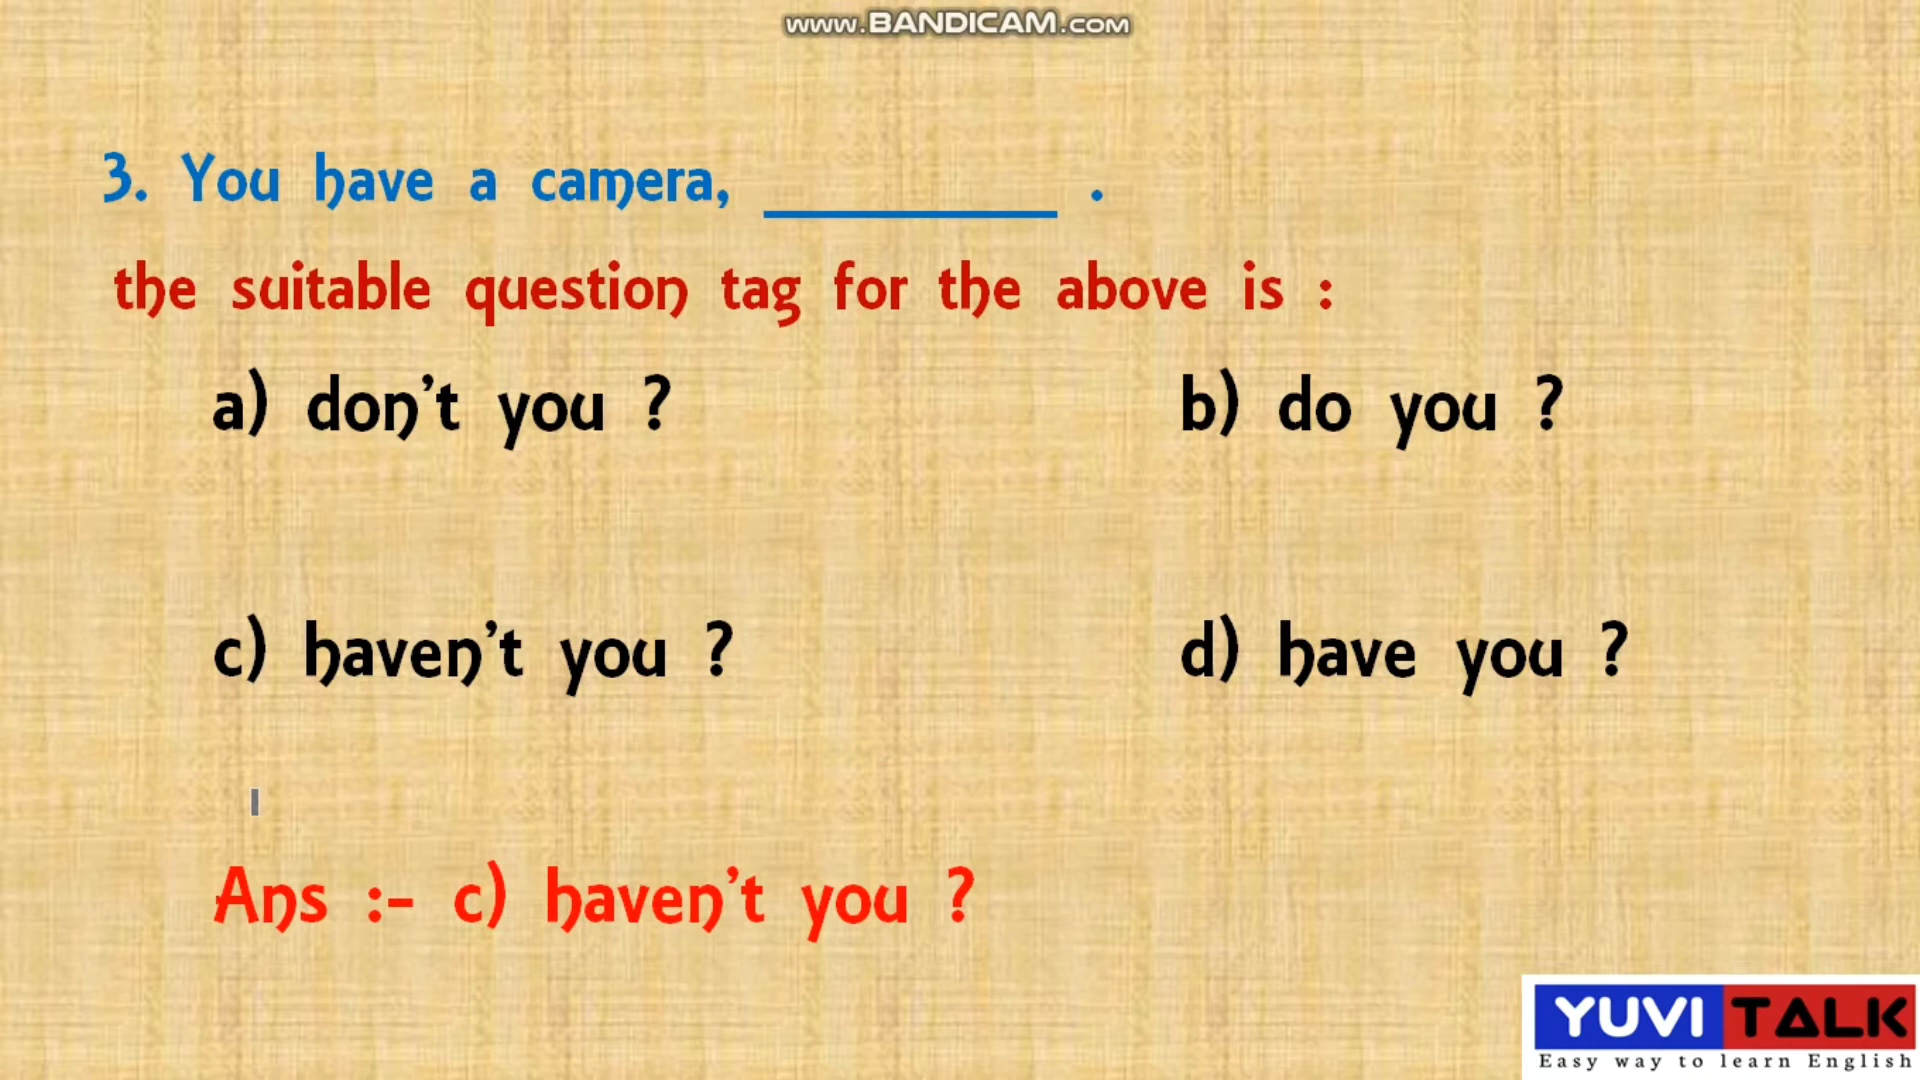 www.BANDICAM.com
3. You have a camera, __________ .
the suitable question tag for the above is :
a) don't you ?
b) do you ?
c) haven't you ?
d) have you ?
Ans :- c) haven't you ?
YUVI TALK
Easy way to learn English